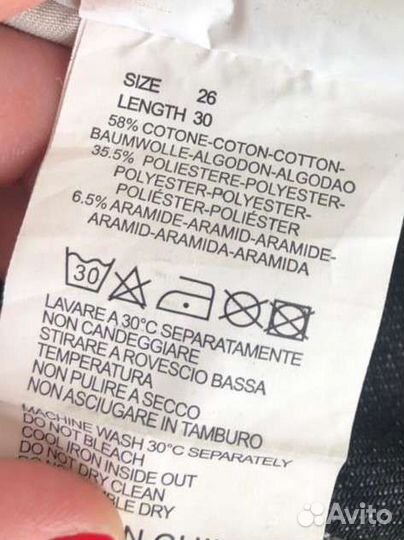 SIZE 26
LENGTH 30
58% COTONE-COTON-COTTON-
BAUMWOLLE-ALGODON-ALGODAO
35.5% POLIESTERE-POLYESTER-
POLYESTER-POLYESTER-
POLIÉSTER-POLIÉSTER
6.5% ARAMIDE-ARAMID-ARAMIDE-
ARAMID-ARAMIDA-ARAMIDA
30
LAVARE A 30°C SEPARATAMENTE
NON CANDEGGIARE
STIRARE A ROVESCIO BASSA
TEMPERATURA
NON PULIRE A SECCO
NON ASCIUGARE IN TAMBURO
MACHINE WASH 30°C SEPARATELY
DO NOT BLEACH
COOL IRON INSIDE OUT
DO NOT DRY CLEAN
DRY
Avito